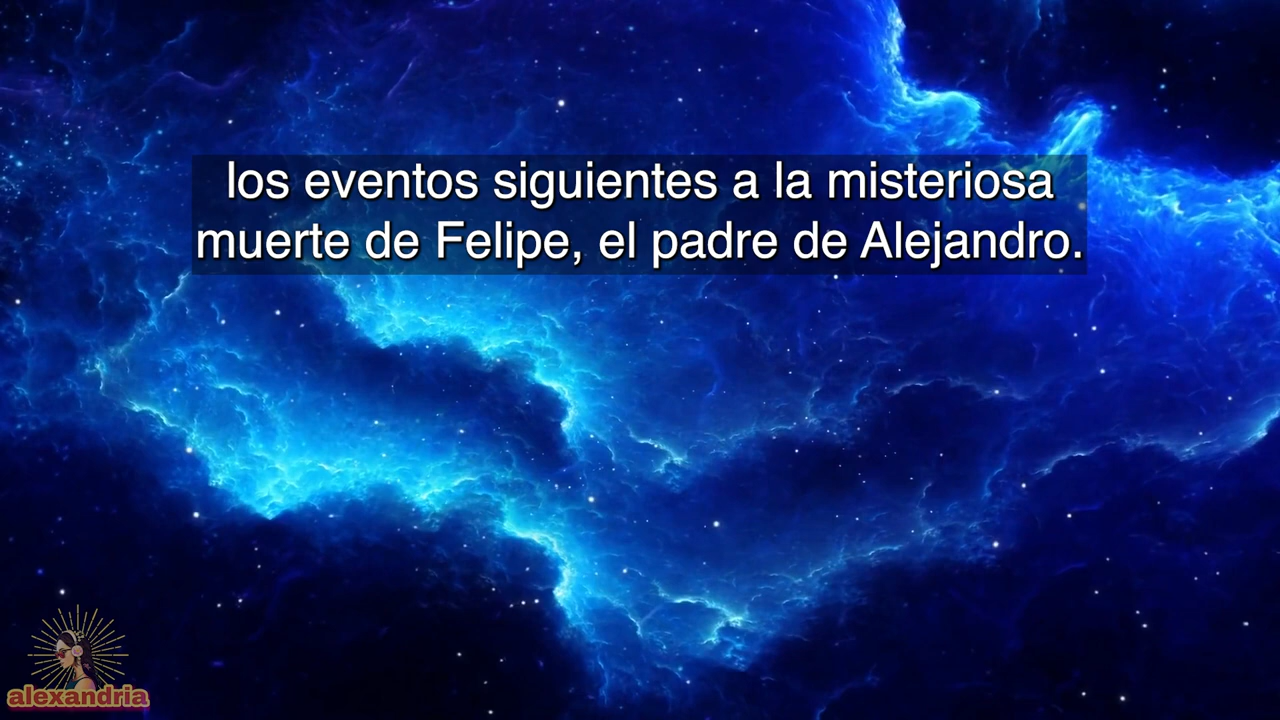 los eventos siguientes a la misteriosa
muerte de Felipe, el padre de Alejandro.
alexandria